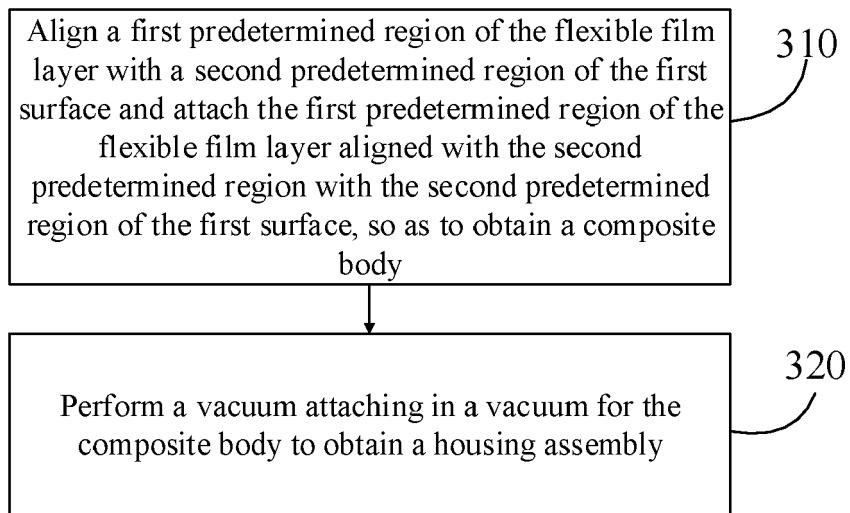 Align a first predetermined region of the flexible film
layer with a second predetermined region of the first
surface and attach the first predetermined region of the
flexible film layer aligned with the second
predetermined region with the second predetermined
region of the first surface, so as to obtain a composite
body
310
Perform a vacuum attaching in a vacuum for the
composite body to obtain a housing assembly
320